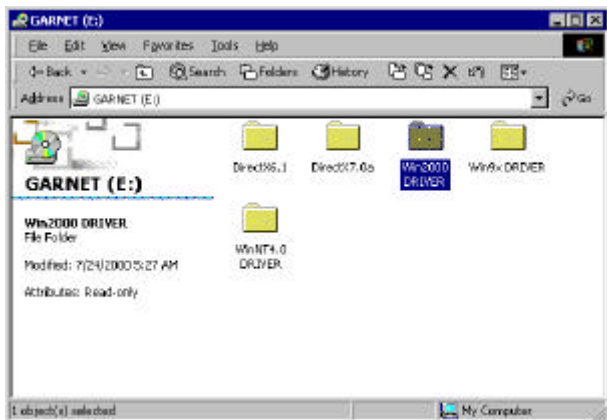 GARNET (E:)
File Edit View Favorites Tools Help
Back Search Folders History
Address GARNET (E:) Go
GARNET (E:)
Win2000 DRIVER
File Folder
Modified: 7/24/2000 5:27 AM
Attributes: Read-only
DirectX6.1 DirectX7.0a Win2000 Win9x DRIVER
DRIVER
WinNT4.0
DRIVER
1 object(s) selected My Computer